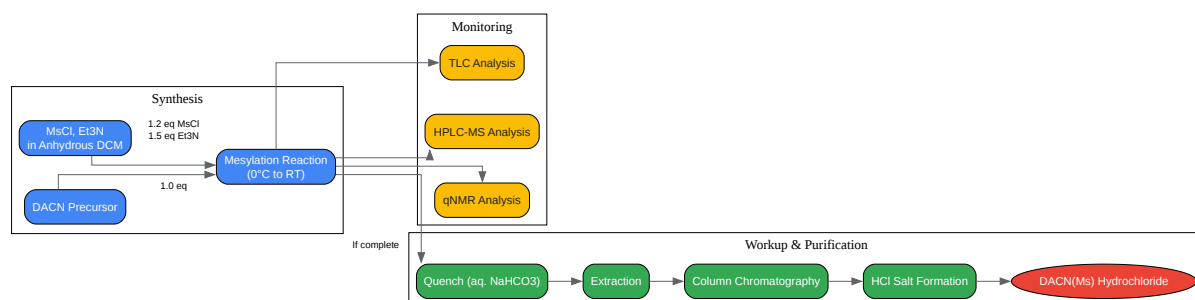 Monitoring
TLC Analysis
HPLC-MS Analysis
qNMR Analysis
Synthesis
MsCl, Et3N
in Anhydrous DCM
1.2 eq MsCl
1.5 eq Et3N
Mesylation Reaction
(0°C to RT)
DACN Precursor
1.0 eq
If complete
Workup & Purification
Quench (aq. NaHCO3)
Extraction
Column Chromatography
HCl Salt Formation
DACN(Ms) Hydrochloride